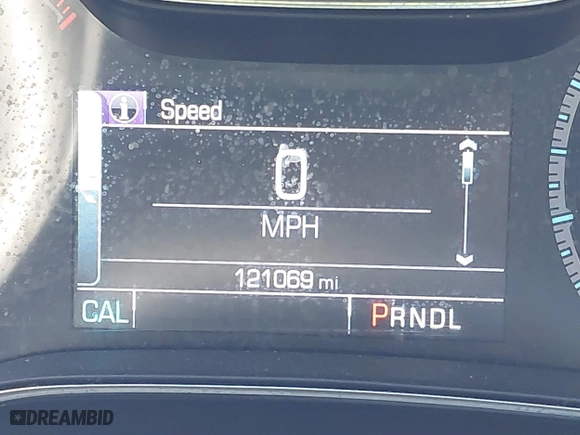 Speed
0
MPH
121069 mi
CAL
PRNDL
DREAMBID